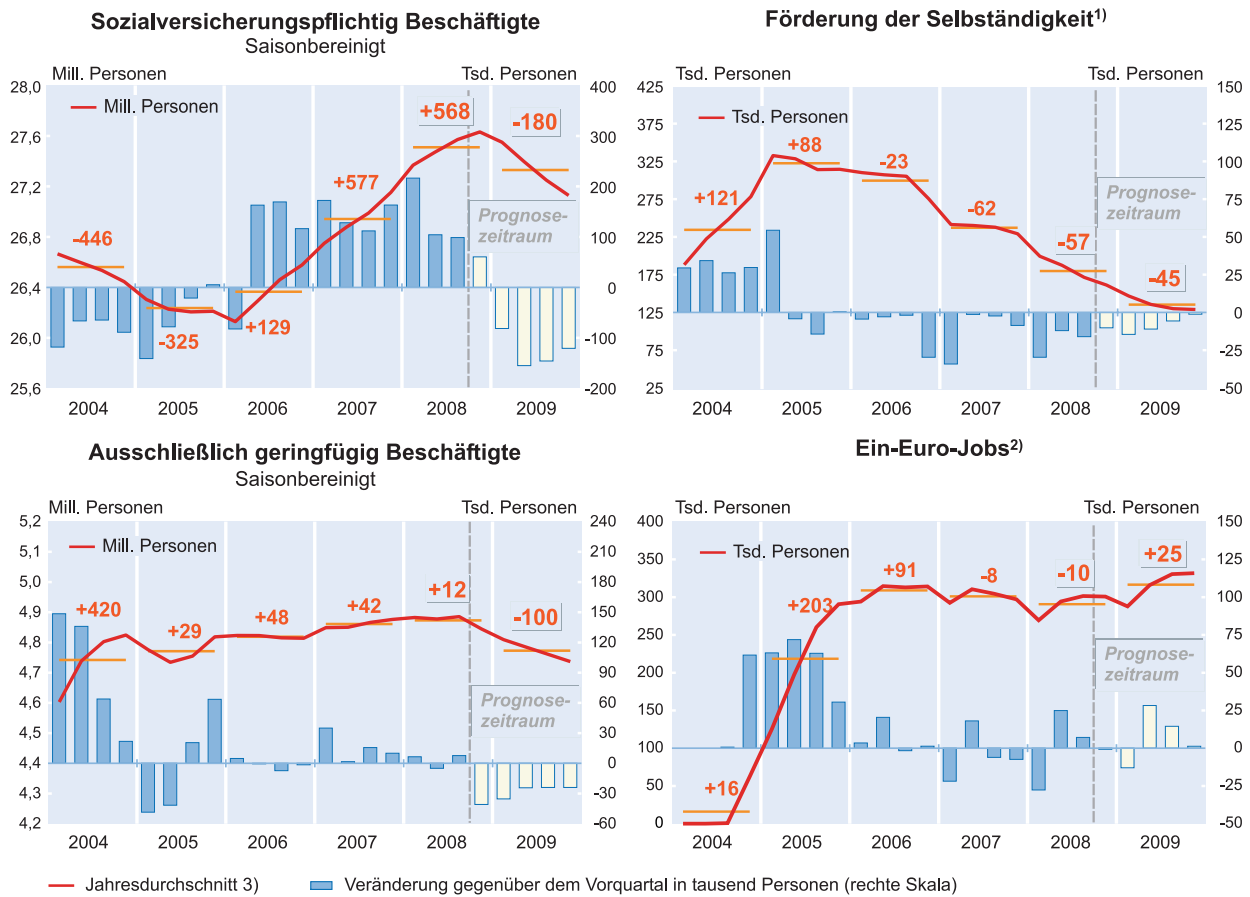 Sozialversicherungspflichtig Beschäftigte
Saisonbereinigt
Mill. Personen Tsd. Personen
28,0 400
Mill. Personen
+568
-180
27,6 300
27,2 200
+577
Prognose-
zeitraum
26,8 100
-446
26,4 0
+129
-325
26,0 -100
25,6 -200
2004 2005 2006 2007 2008 2009
Förderung der Selbständigkeit1)
Tsd. Personen Tsd. Personen
425 150
Tsd. Personen
375 125
+88
325 100
-23
275 75
+121
-62
Prognose-
zeitraum
225 50
-57
175 25
-45
125 0
75 -25
25 -50
2004 2005 2006 2007 2008 2009
Ausschließlich geringfügig Beschäftigte
Saisonbereinigt
Mill. Personen Tsd. Personen
5,2 240
Mill. Personen
5,1 210
5,0 180
+12
4,9 150
+420
+29
+48
+42
-100
4,8 120
4,7 90
4,6 60
Prognose-
zeitraum
4,4 30
4,4 0
4,3 -30
4,2 -60
2004 2005 2006 2007 2008 2009
Ein-Euro-Jobs2)
Tsd. Personen Tsd. Personen
400 150
Tsd. Personen
350 125
+91
-8
-10
+25
300 100
+203
250 75
Prognose-
zeitraum
200 50
150 25
100 0
50 -25
+16
0 -50
2004 2005 2006 2007 2008 2009
Jahresdurchschnitt 3) Veränderung gegenüber dem Vorquartal in tausend Personen (rechte Skala)